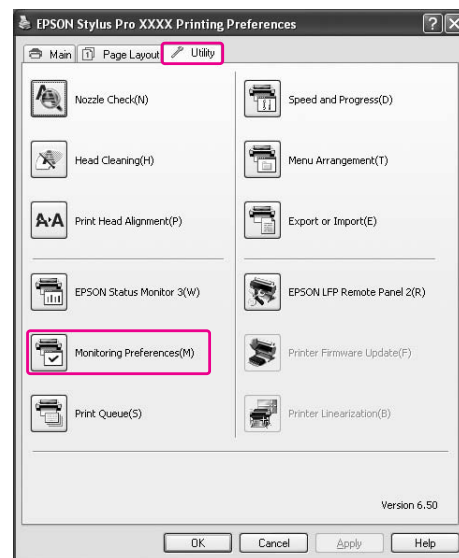 EPSON Stylus Pro XXXX Printing Preferences
Main
Page Layout
Utility
Nozzle Check(N)
Speed and Progress(D)
Head Cleaning(H)
Menu Arrangement(T)
Print Head Alignment(P)
Export or Import(E)
EPSON Status Monitor 3(W)
EPSON LFP Remote Panel 2(R)
Monitoring Preferences(M)
Printer Firmware Update(F)
Print Queue(S)
Printer Linearization(B)
Version 6.50
OK
Cancel
Apply
Help